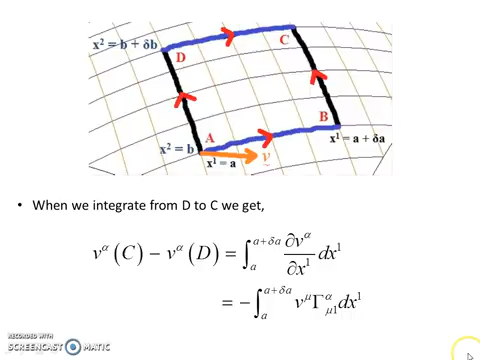 x² = b + δb
C
D
B
A
x² = b
x¹ = a + δa
x¹ = a
v
• When we integrate from D to C we get,
v^α (C) − v^α (D) = ∫_a^{a+δa} ∂v^α/∂x¹ dx¹
= − ∫_a^{a+δa} v^μ Γ^α_{μ1} dx¹
RECORDED WITH
SCREENCAST MATIC